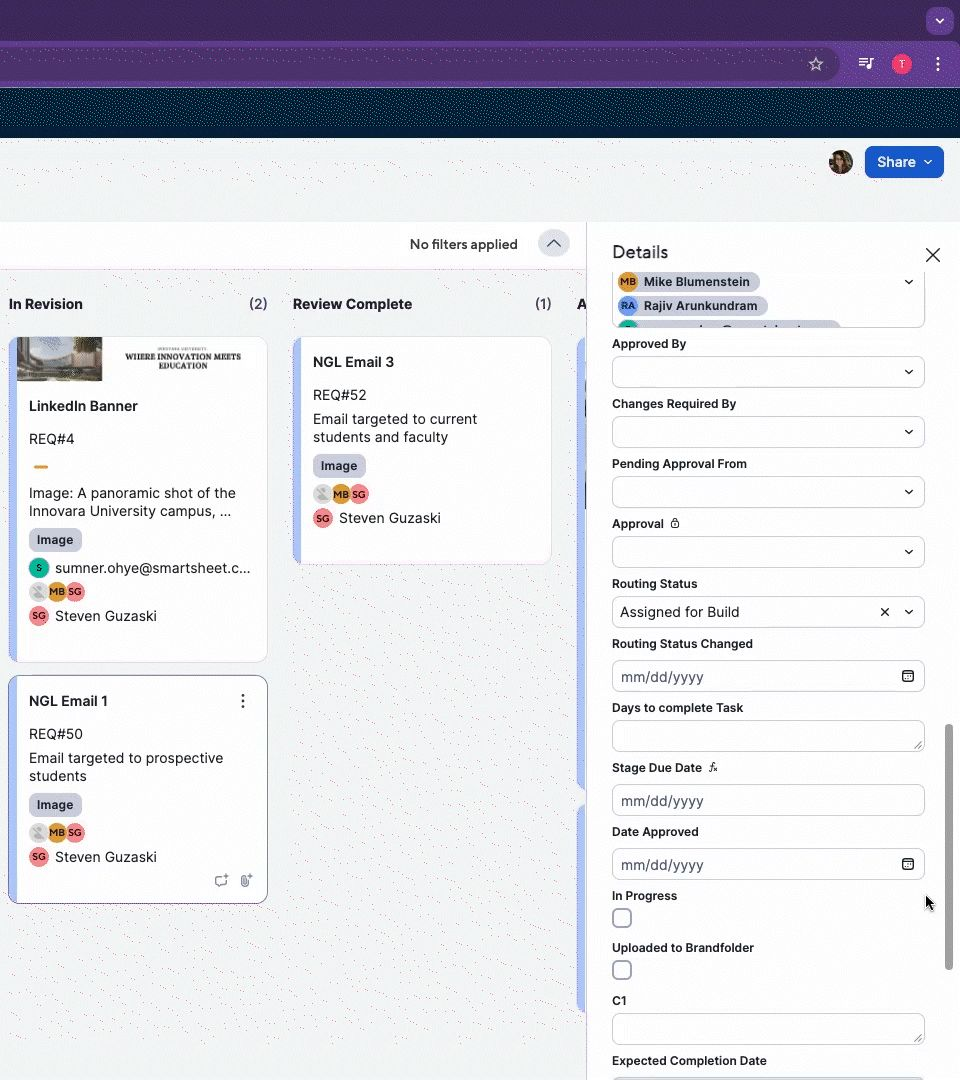 T
Share
No filters applied
In Revision (2)
WHERE INNOVATION MEETS
EDUCATION
LinkedIn Banner
REQ#4
Image: A panoramic shot of the
Innovara University campus, ...
Image
S sumner.ohye@smartsheet.c...
MB SG
SG Steven Guzaski
NGL Email 1
REQ#50
Email targeted to prospective
students
Image
MB SG
SG Steven Guzaski
Review Complete (1)
NGL Email 3
REQ#52
Email targeted to current
students and faculty
Image
MB SG
SG Steven Guzaski
A
Details
MB Mike Blumenstein
RA Rajiv Arunkundram
Approved By
Changes Required By
Pending Approval From
Approval
Routing Status
Assigned for Build
Routing Status Changed
mm/dd/yyyy
Days to complete Task
Stage Due Date fx
mm/dd/yyyy
Date Approved
mm/dd/yyyy
In Progress
Uploaded to Brandfolder
C1
Expected Completion Date